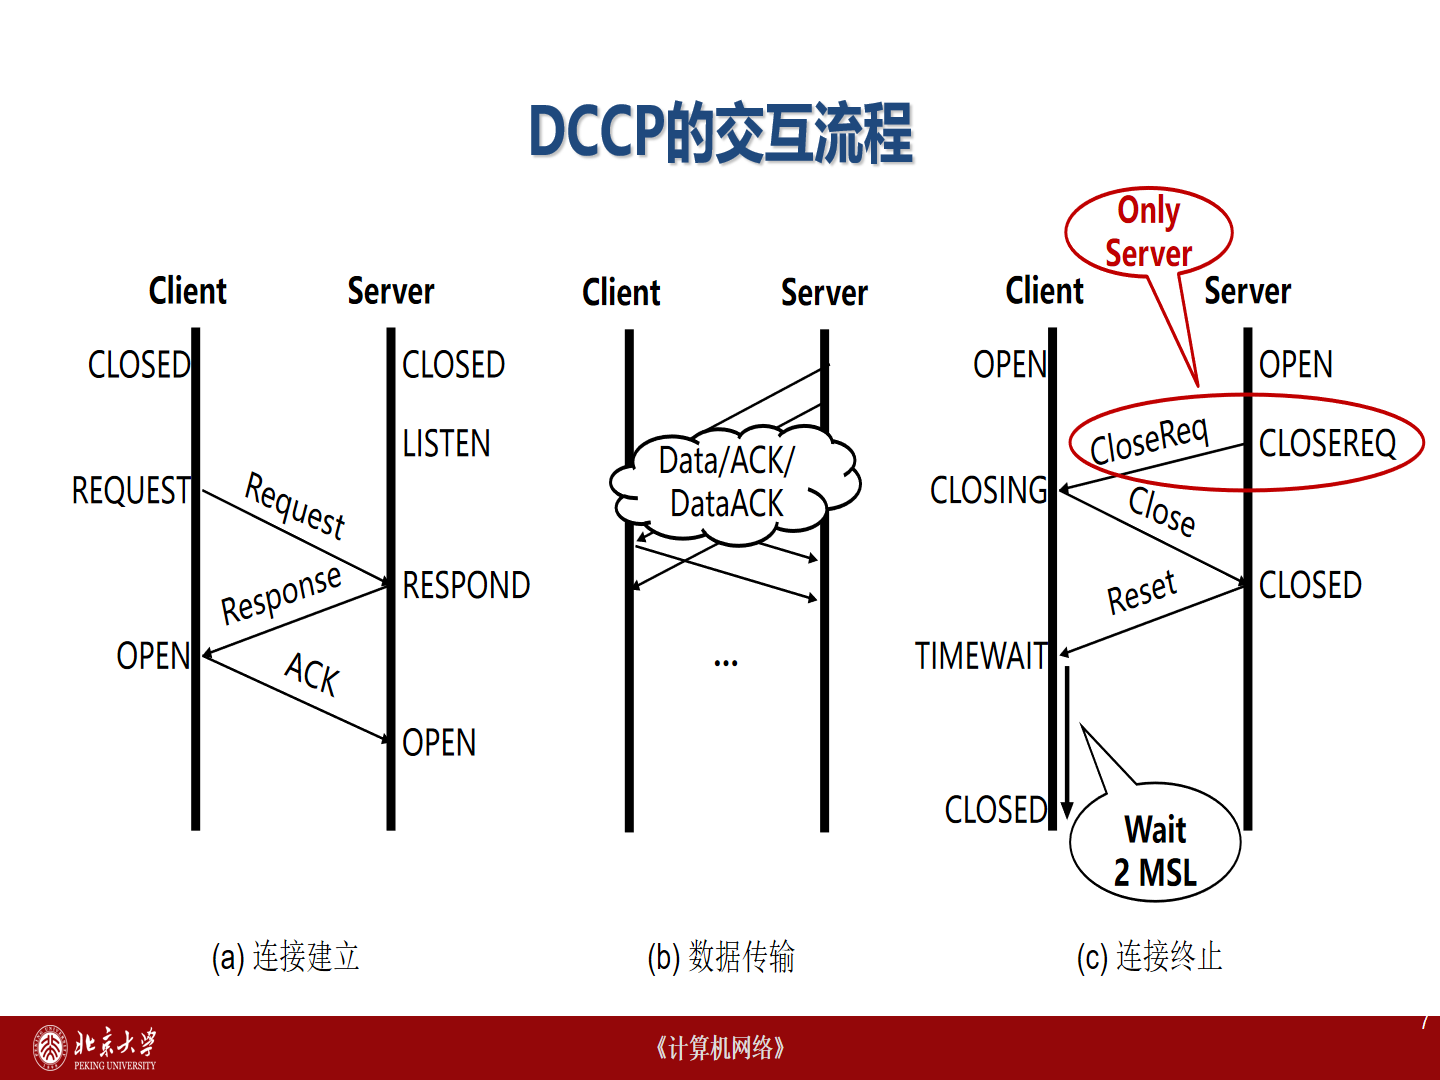 DCCP的交互流程
Only
Server
Client
Server
CLOSED
CLOSED
LISTEN
REQUEST
Request
Response
RESPOND
OPEN
ACK
OPEN
(a) 连接建立
Client
Server
Data/ACK/
DataACK
...
(b) 数据传输
Client
Server
OPEN
OPEN
CloseReq
CLOSEREQ
CLOSING
Close
Reset
CLOSED
TIMEWAIT
CLOSED
Wait
2 MSL
(c) 连接终止
北京大学
PEKING UNIVERSITY
《计算机网络》
7